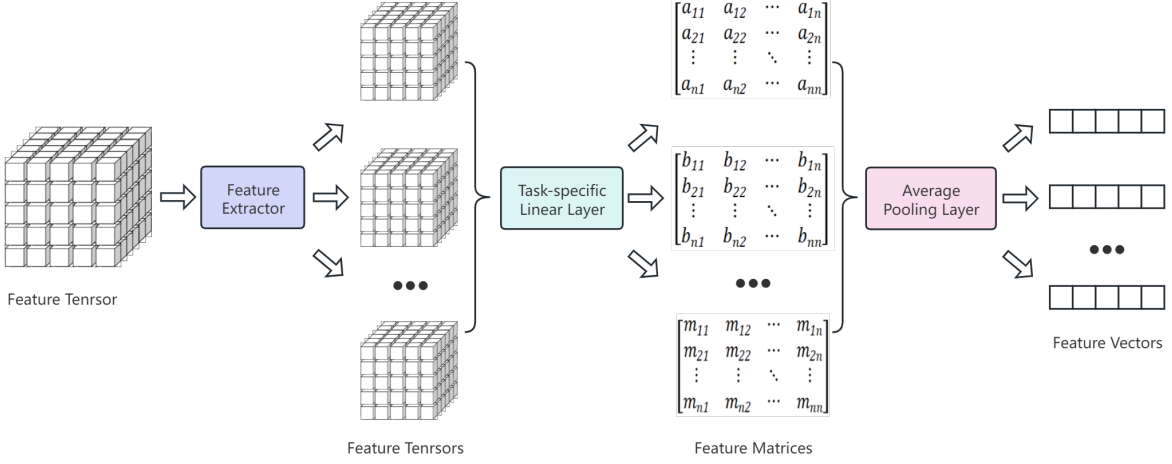 Feature Tenrsor
Feature
Extractor
Feature Tenrsors
Task-specific
Linear Layer
a11 a12 ⋯ a1n
a21 a22 ⋯ a2n
⋮ ⋮ ⋱ ⋮
an1 an2 ⋯ ann
b11 b12 ⋯ b1n
b21 b22 ⋯ b2n
⋮ ⋮ ⋱ ⋮
bn1 bn2 ⋯ bnn
m11 m12 ⋯ m1n
m21 m22 ⋯ m2n
⋮ ⋮ ⋱ ⋮
mn1 mn2 ⋯ mnn
Feature Matrices
Average
Pooling Layer
Feature Vectors